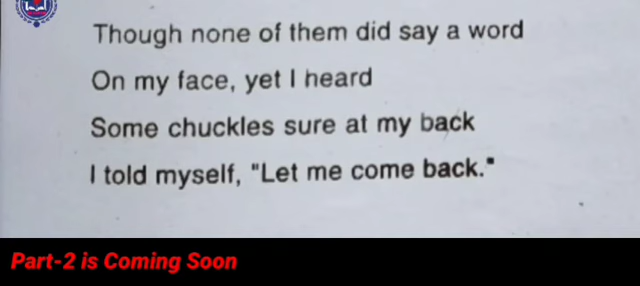 Though none of them did say a word
On my face, yet I heard
Some chuckles sure at my back
I told myself, "Let me come back."
Part-2 is Coming Soon